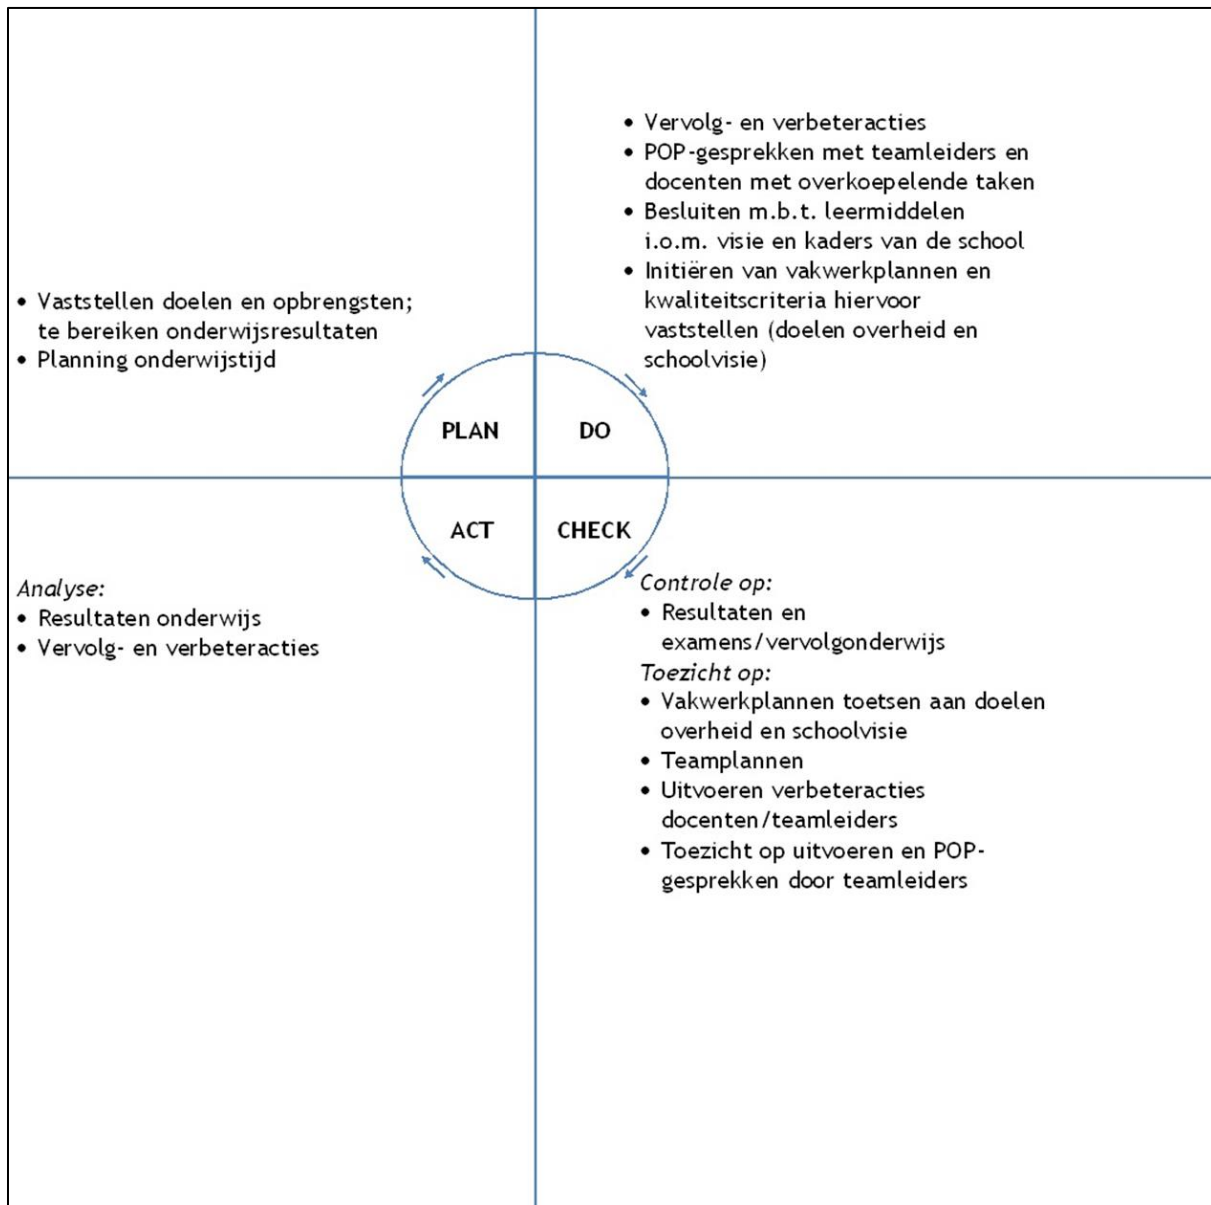 • Vaststellen doelen en opbrengsten;
te bereiken onderwijsresultaten
• Planning onderwijstijd
• Vervolg- en verbeteracties
• POP-gesprekken met teamleiders en
docenten met overkoepelende taken
• Besluiten m.b.t. leermiddelen
i.o.m. visie en kaders van de school
• Initiëren van vakwerkplannen en
kwaliteitscriteria hiervoor
vaststellen (doelen overheid en
schoolvisie)
PLAN
DO
ACT
CHECK
Analyse:
• Resultaten onderwijs
• Vervolg- en verbeteracties
Controle op:
• Resultaten en
examens/vervolgonderwijs
Toezicht op:
• Vakwerkplannen toetsen aan doelen
overheid en schoolvisie
• Teamplannen
• Uitvoeren verbeteracties
docenten/teamleiders
• Toezicht op uitvoeren en POP-
gesprekken door teamleiders